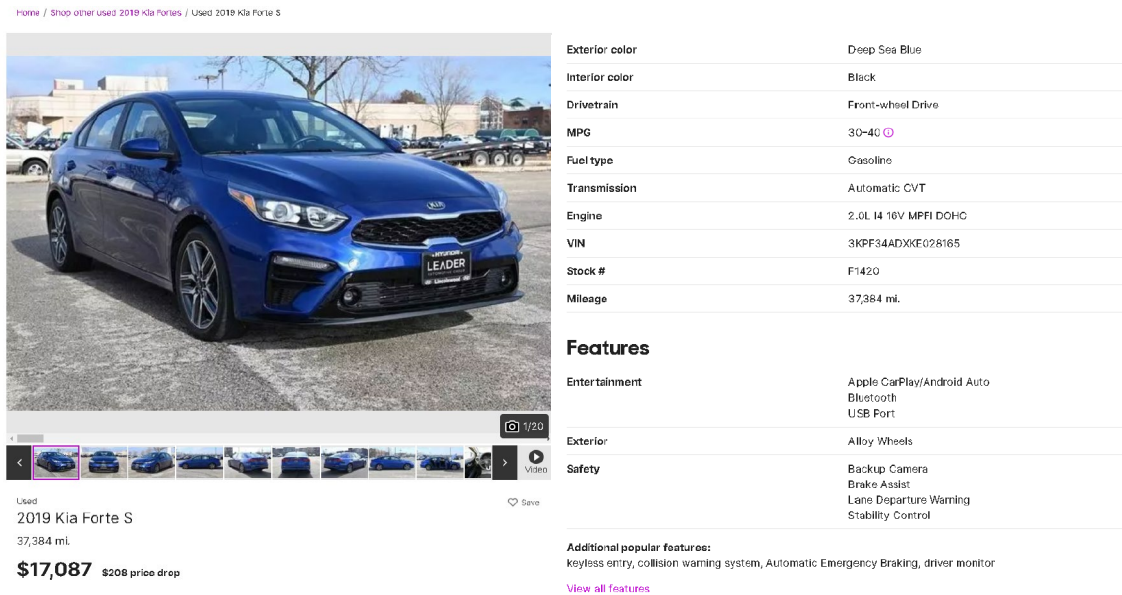 Home / Shop other used 2019 Kia Fortes / Used 2019 Kia Forte S
KIA
HYUNDAI
LEADER
Lincolnwood
1/20
Video
Used
Save
2019 Kia Forte S
37,384 mi.
$17,087 $208 price drop
Exterior color Deep Sea Blue
Interior color Black
Drivetrain Front-wheel Drive
MPG 30–40
Fuel type Gasoline
Transmission Automatic CVT
Engine 2.0L I4 16V MPFI DOHC
VIN 3KPF34ADXKE028165
Stock # F1420
Mileage 37,384 mi.
Features
Entertainment Apple CarPlay/Android Auto
Bluetooth
USB Port
Exterior Alloy Wheels
Safety Backup Camera
Brake Assist
Lane Departure Warning
Stability Control
Additional popular features:
keyless entry, collision warning system, Automatic Emergency Braking, driver monitor
View all features